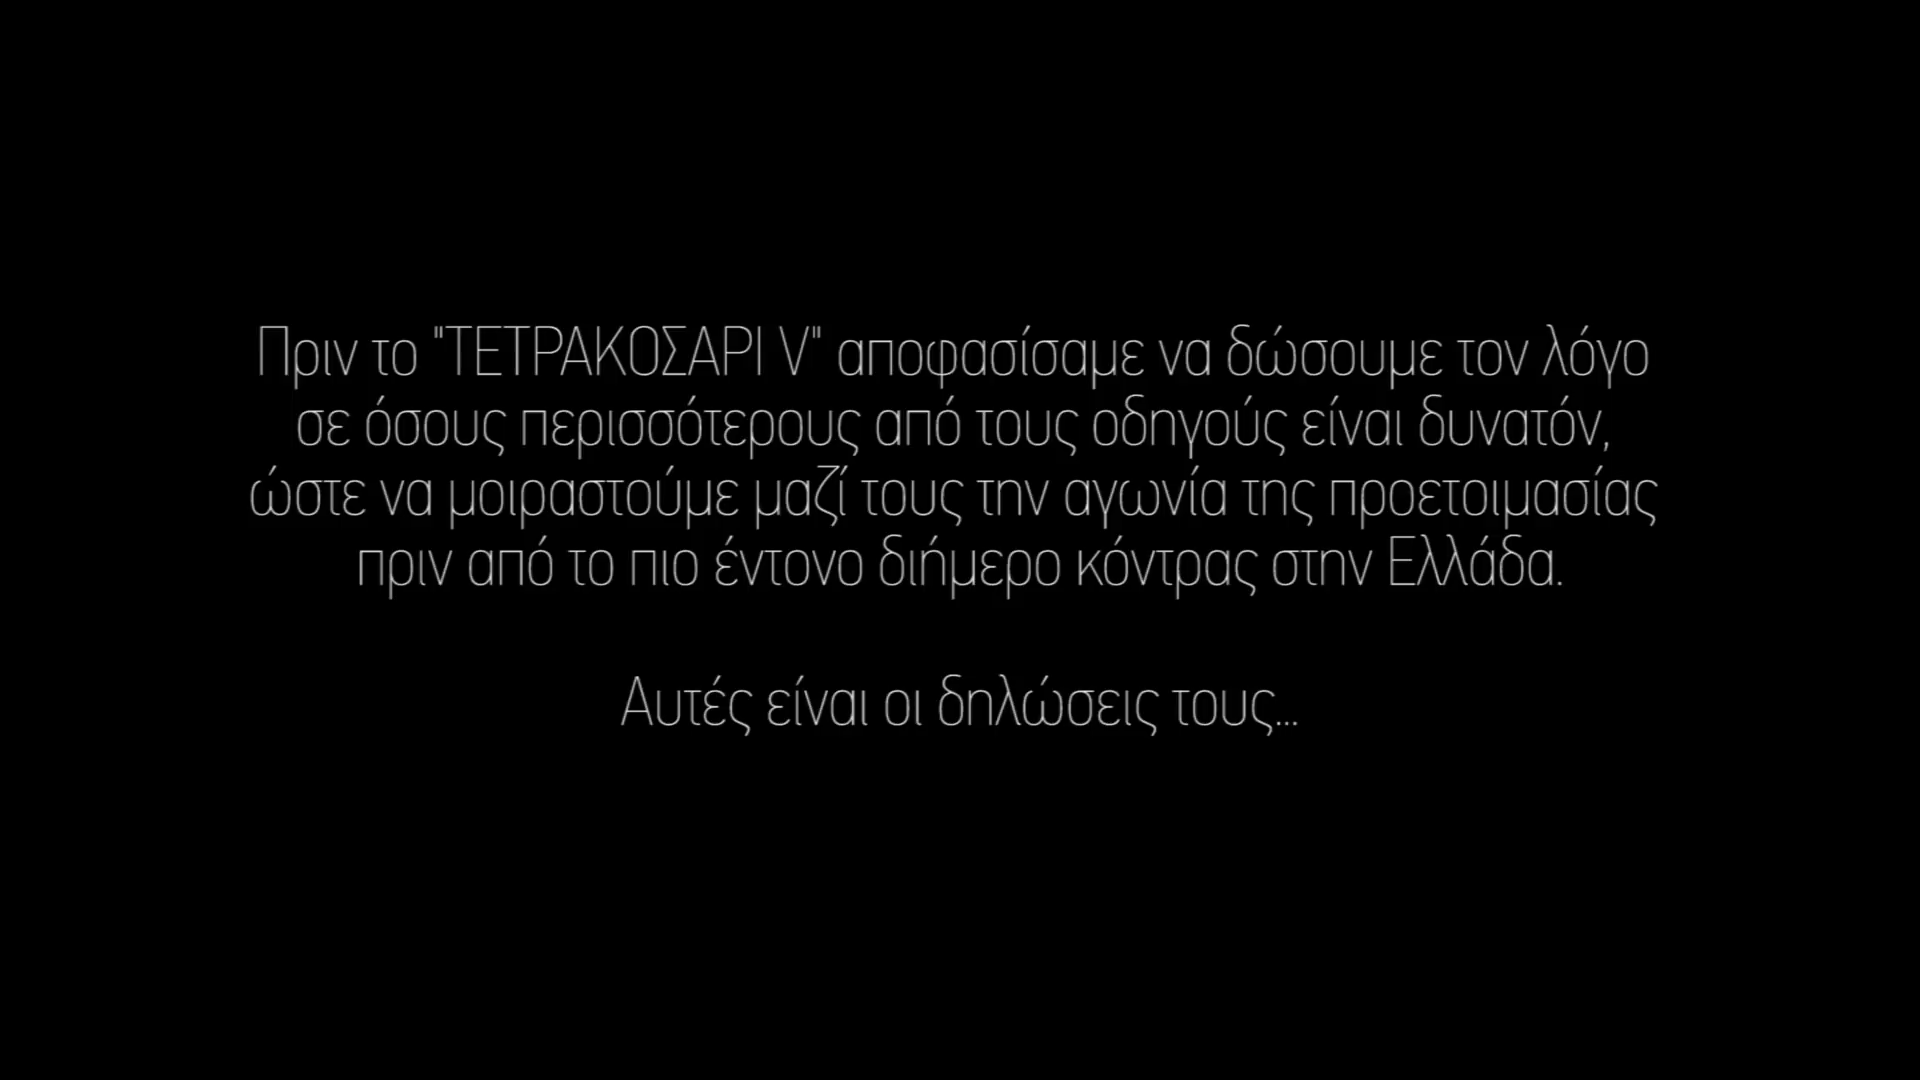 Πριν το "ΤΕΤΡΑΚΟΣΑΡΙ V" αποφασίσαμε να δώσουμε τον λόγο
σε όσους περισσότερους από τους οδηγούς είναι δυνατόν,
ώστε να μοιραστούμε μαζί τους την αγωνία της προετοιμασίας
πριν από το πιο έντονο διήμερο κόντρας στην Ελλάδα.
Αυτές είναι οι δηλώσεις τους...